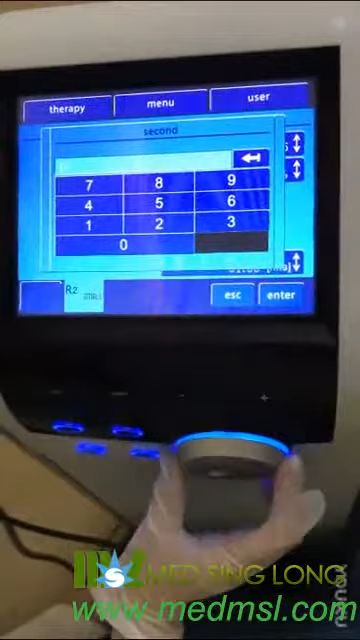 therapy menu user
second
7 8 9
4 5 6
1 2 3
0
R2
esc enter
MED SING LONG
www.medmsl.com